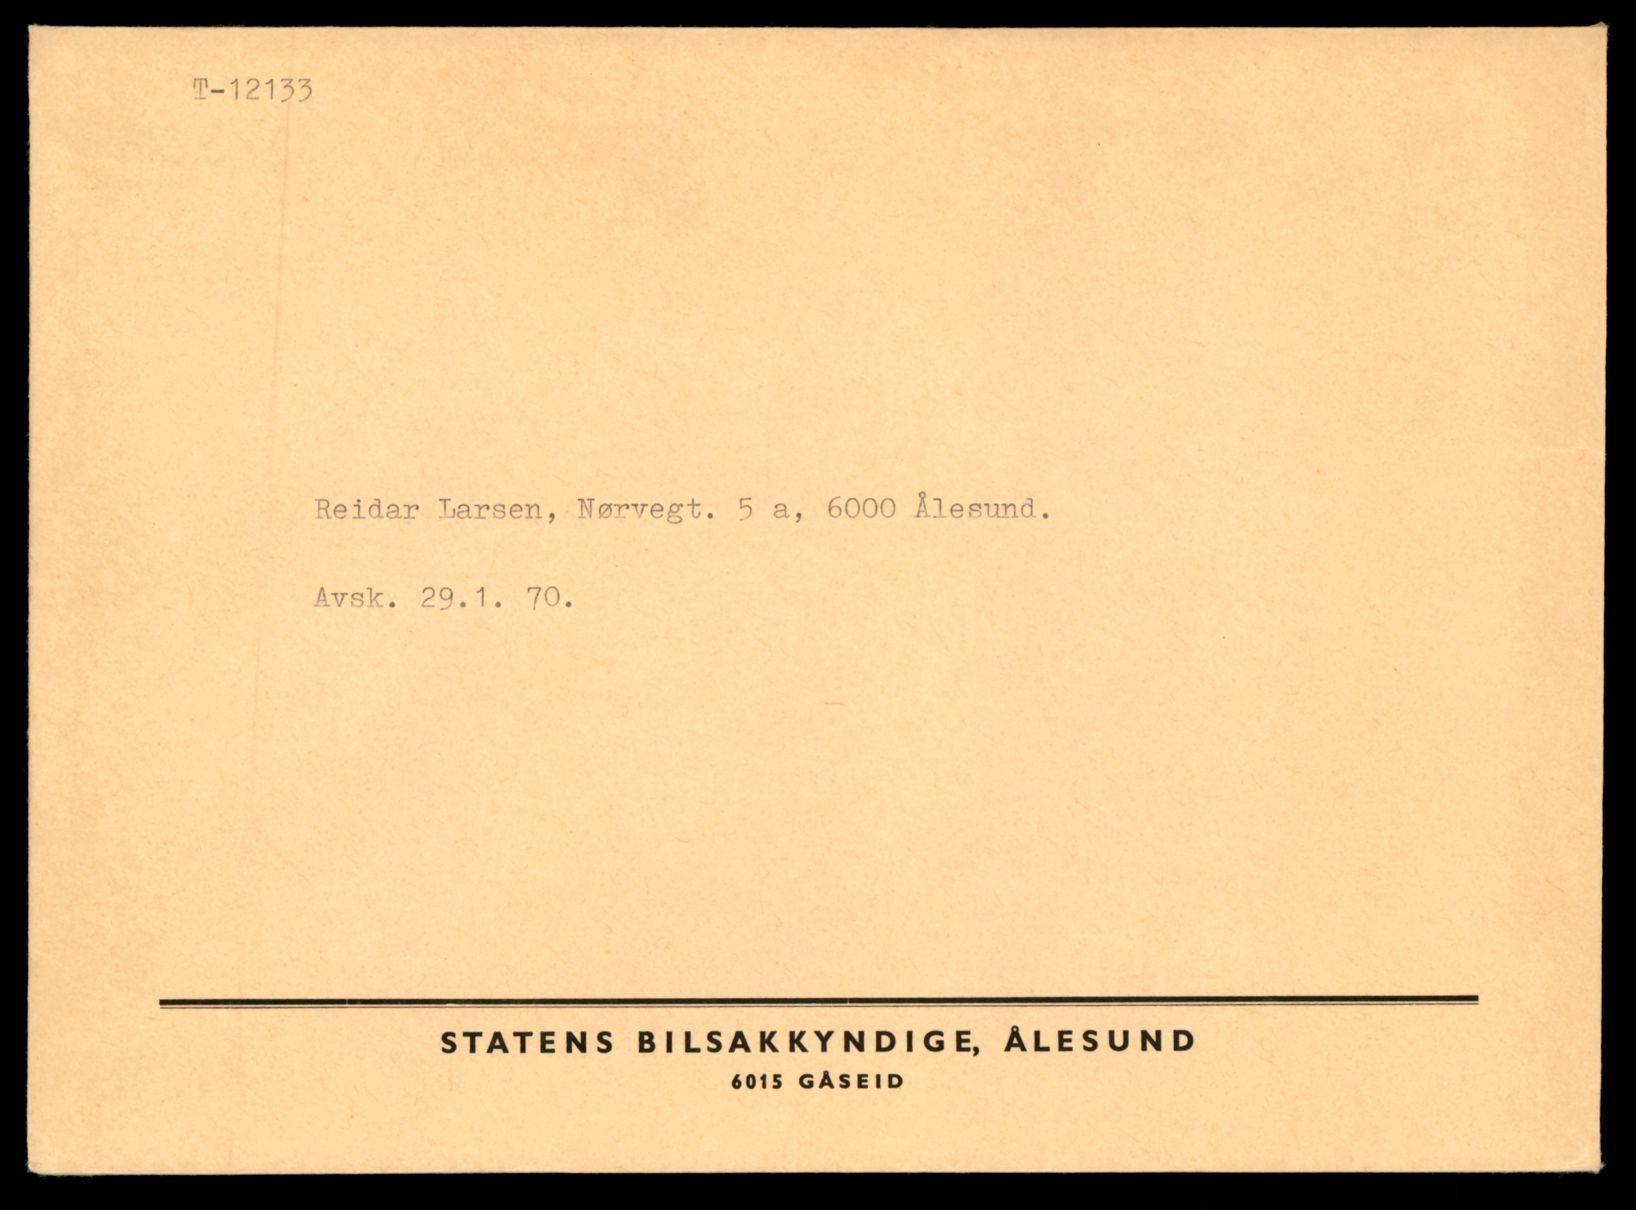 T-12133
Reidar Larsen, Nørvegt. 5 a, 6000 Ålesund.
Avsk. 29.1. 70.
STATENS BILSAKKYNDIGE, ÅLESUND
6015 GÅSEID